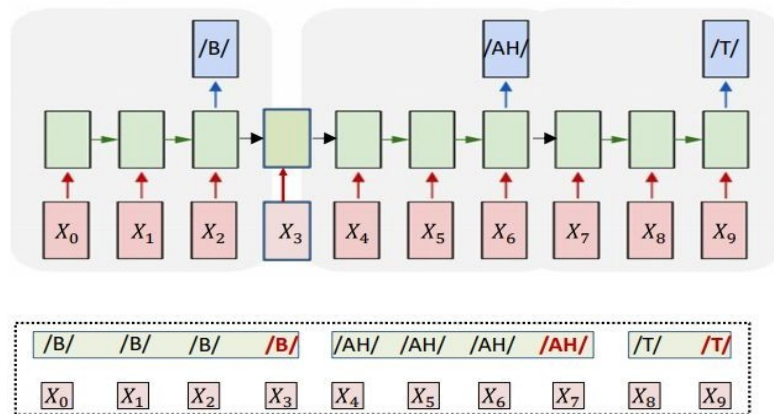 /B/ /AH/ /T/
X₀ X₁ X₂ X₃ X₄ X₅ X₆ X₇ X₈ X₉
/B/ /B/ /B/ /B/ /AH/ /AH/ /AH/ /AH/ /T/ /T/
X₀ X₁ X₂ X₃ X₄ X₅ X₆ X₇ X₈ X₉